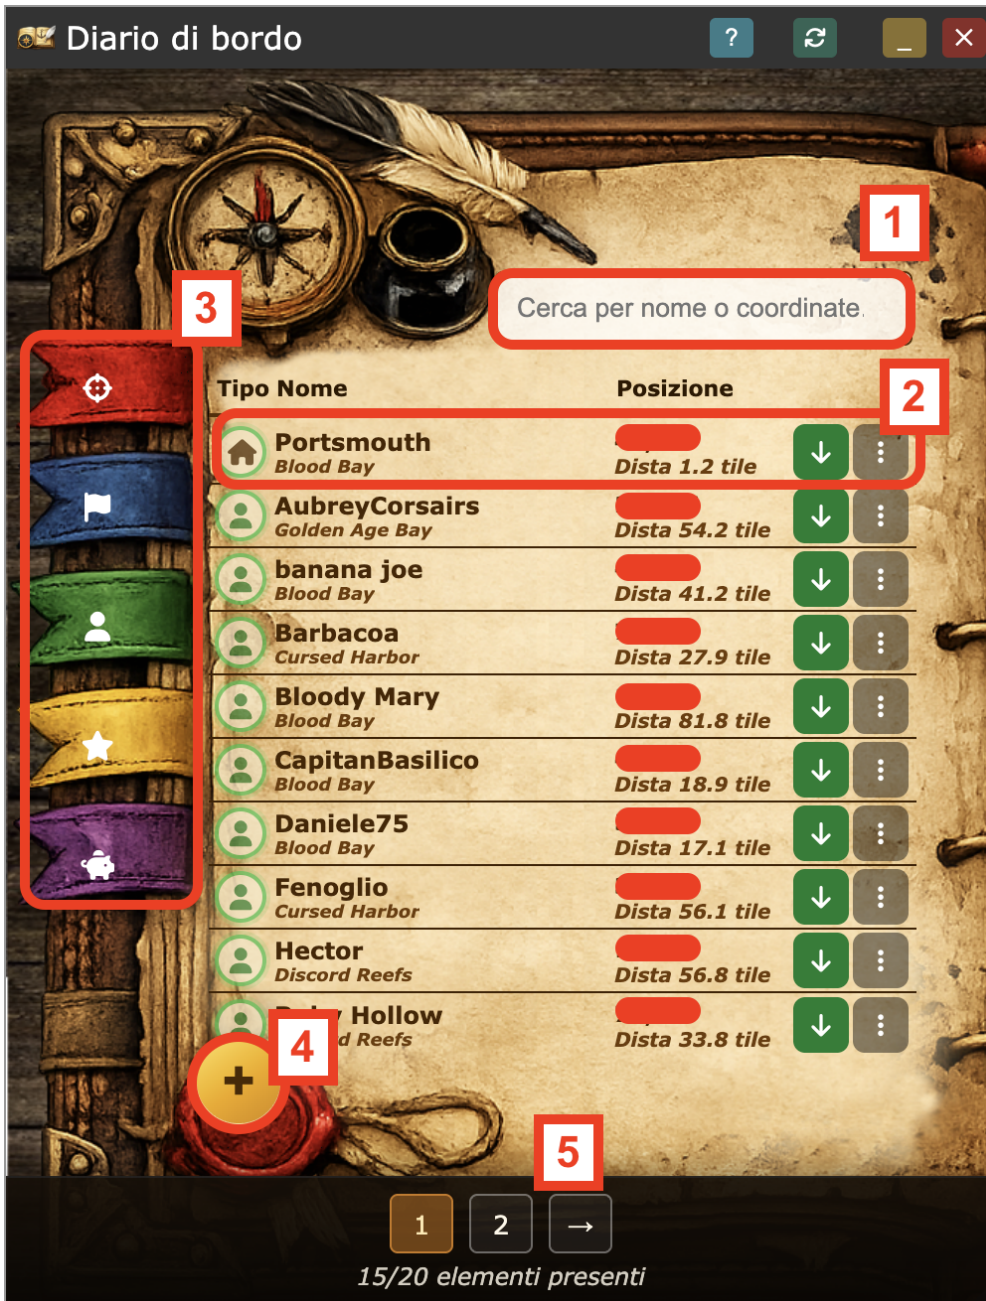 Diario di bordo
?
_
1
Cerca per nome o coordinate.
3
Tipo Nome Posizione
2
Portsmouth
Blood Bay Dista 1.2 tile
AubreyCorsairs
Golden Age Bay Dista 54.2 tile
banana joe
Blood Bay Dista 41.2 tile
Barbacoa
Cursed Harbor Dista 27.9 tile
Bloody Mary
Blood Bay Dista 81.8 tile
CapitanBasilico
Blood Bay Dista 18.9 tile
Daniele75
Blood Bay Dista 17.1 tile
Fenoglio
Cursed Harbor Dista 56.1 tile
Hector
Discord Reefs Dista 56.8 tile
Hollow
Reefs Dista 33.8 tile
4
+
5
1 2 →
15/20 elementi presenti